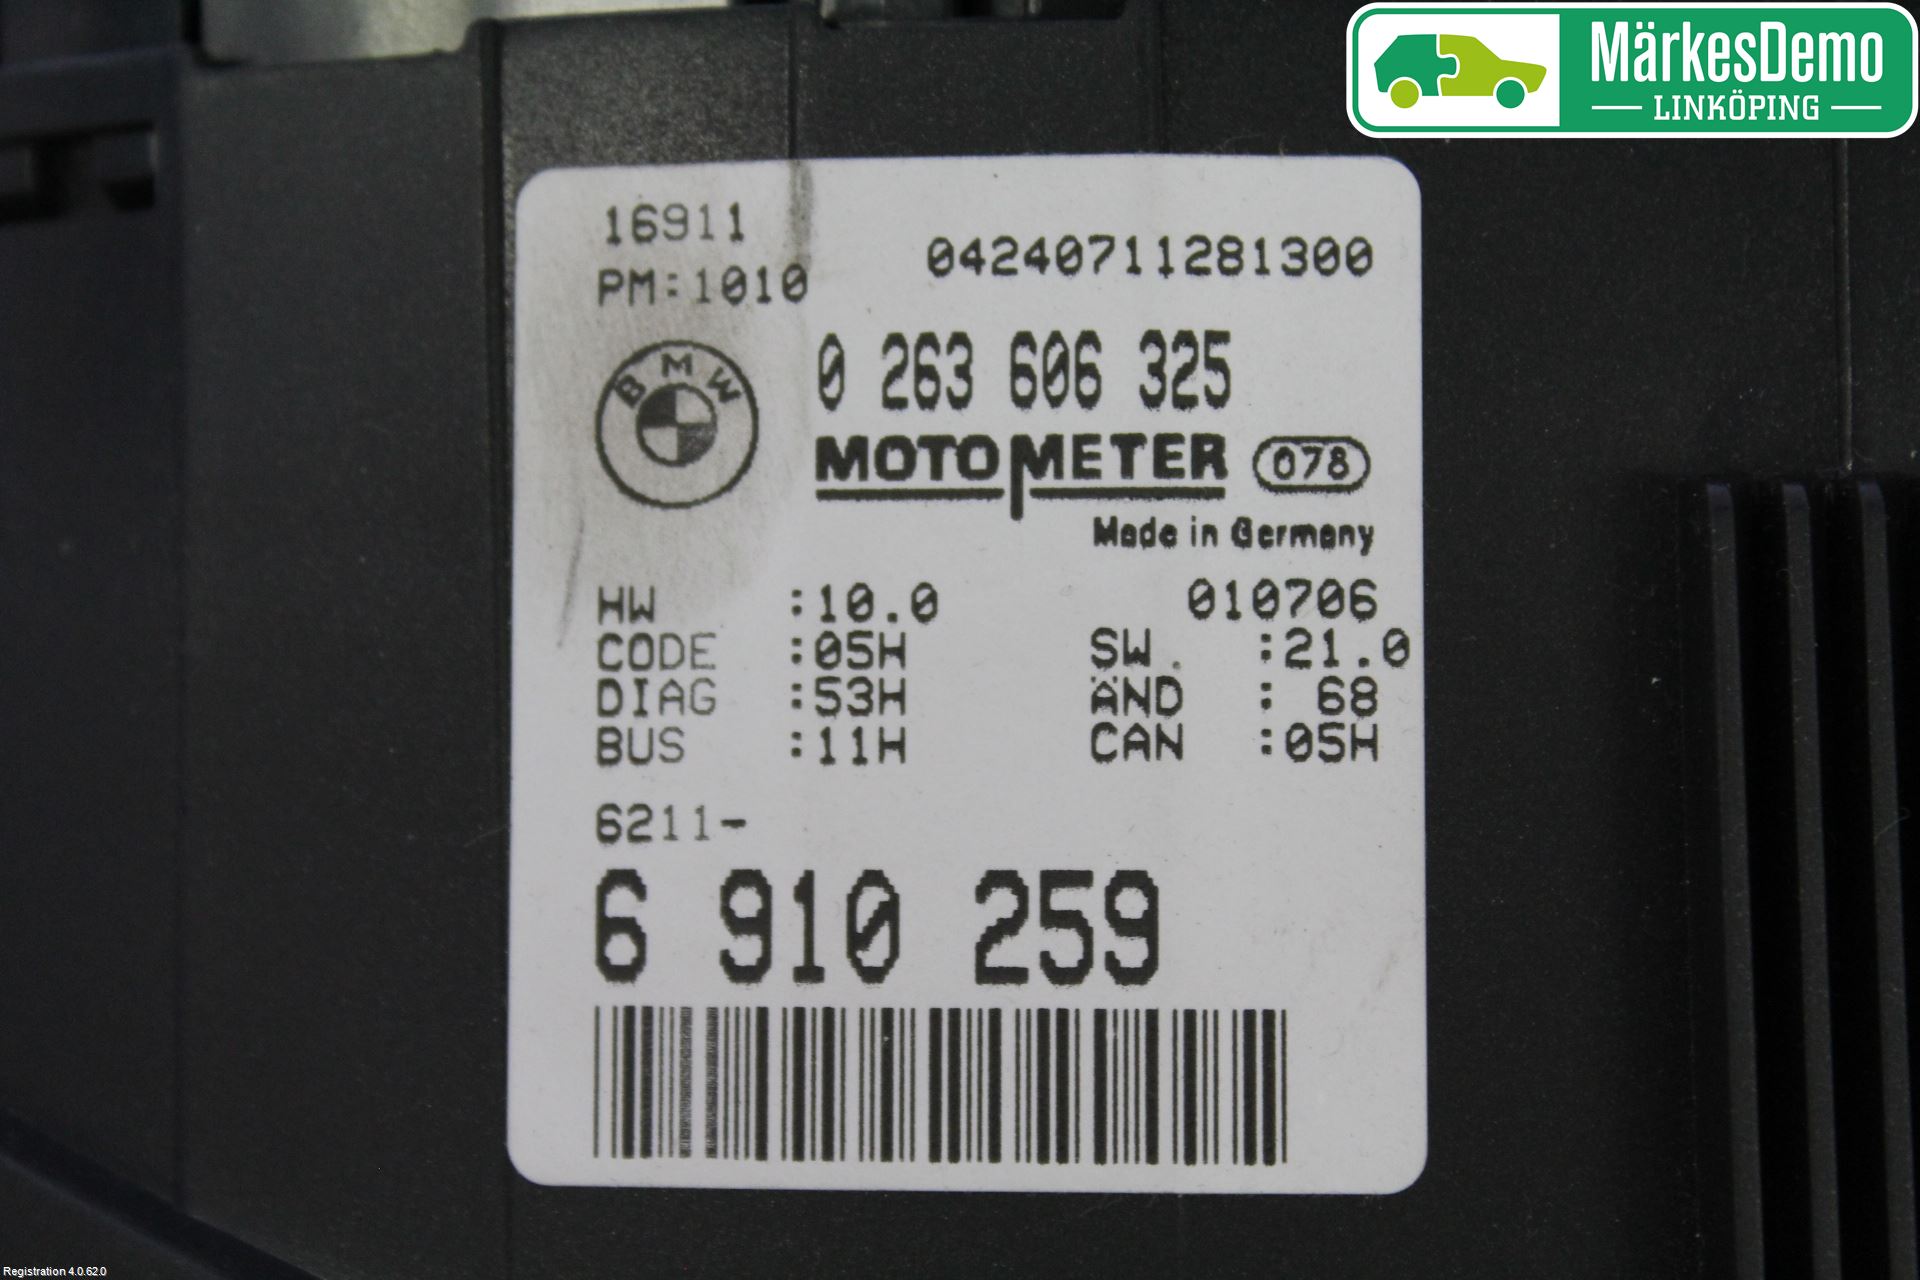 MärkesDemo
LINKÖPING
16911
04240711281300
PM:1010
BMW
0 263 606 325
MOTOMETER 078
Made in Germany
HW :10.0 010706
CODE :05H SW. :21.0
DIAG :53H ÄND : 68
BUS :11H CAN :05H
6211-
6 910 259
Registration 4.0.62.0